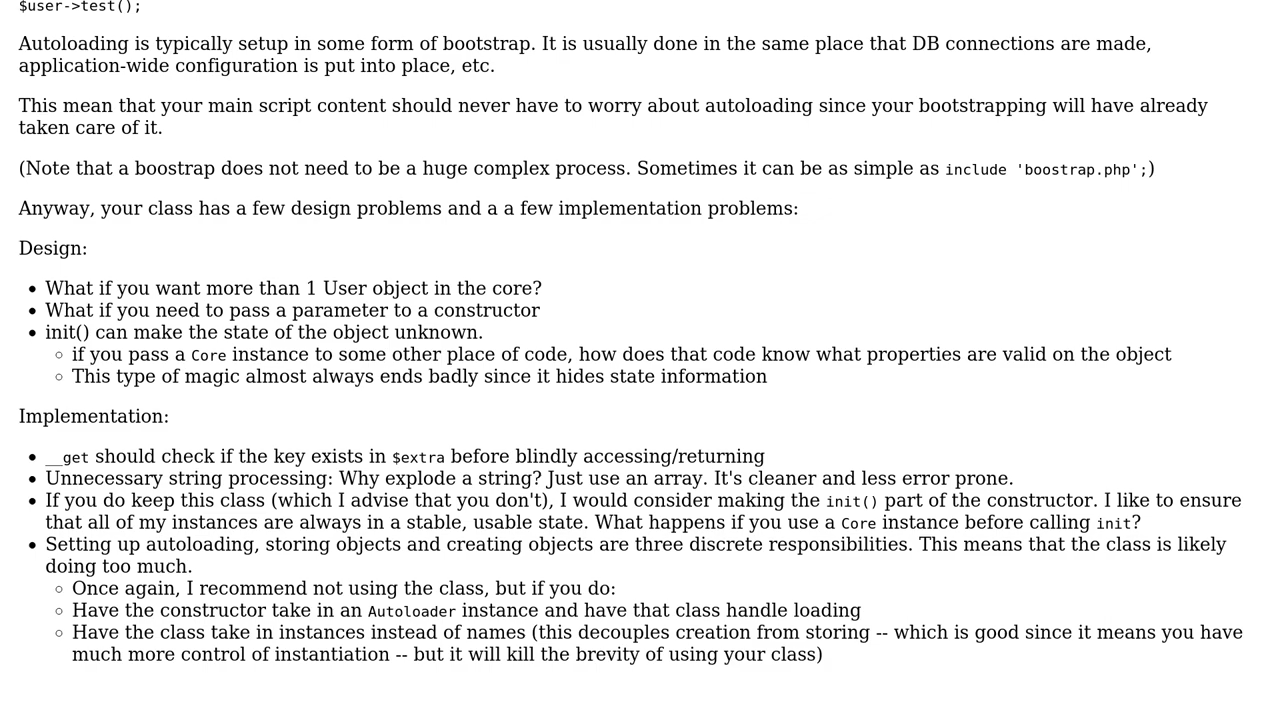 $user->test();
Autoloading is typically setup in some form of bootstrap. It is usually done in the same place that DB connections are made,
application-wide configuration is put into place, etc.
This mean that your main script content should never have to worry about autoloading since your bootstrapping will have already
taken care of it.
(Note that a boostrap does not need to be a huge complex process. Sometimes it can be as simple as include 'boostrap.php';)
Anyway, your class has a few design problems and a a few implementation problems:
Design:
• What if you want more than 1 User object in the core?
• What if you need to pass a parameter to a constructor
• init() can make the state of the object unknown.
◦ if you pass a Core instance to some other place of code, how does that code know what properties are valid on the object
◦ This type of magic almost always ends badly since it hides state information
Implementation:
• __get should check if the key exists in $extra before blindly accessing/returning
• Unnecessary string processing: Why explode a string? Just use an array. It's cleaner and less error prone.
• If you do keep this class (which I advise that you don't), I would consider making the init() part of the constructor. I like to ensure
that all of my instances are always in a stable, usable state. What happens if you use a Core instance before calling init?
• Setting up autoloading, storing objects and creating objects are three discrete responsibilities. This means that the class is likely
doing too much.
◦ Once again, I recommend not using the class, but if you do:
◦ Have the constructor take in an Autoloader instance and have that class handle loading
◦ Have the class take in instances instead of names (this decouples creation from storing -- which is good since it means you have
much more control of instantiation -- but it will kill the brevity of using your class)